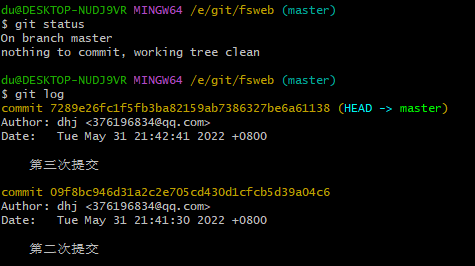 du@DESKTOP-NUDJ9VR MINGW64 /e/git/fsweb (master)
$ git status
On branch master
nothing to commit, working tree clean
du@DESKTOP-NUDJ9VR MINGW64 /e/git/fsweb (master)
$ git log
commit 7289e26fc1f5fb3ba82159ab7386327be6a61138 (HEAD -> master)
Author: dhj <376196834@qq.com>
Date:   Tue May 31 21:42:41 2022 +0800
第三次提交
commit 09f8bc946d31a2c2e705cd430d1cfcb5d39a04c6
Author: dhj <376196834@qq.com>
Date:   Tue May 31 21:41:30 2022 +0800
第二次提交